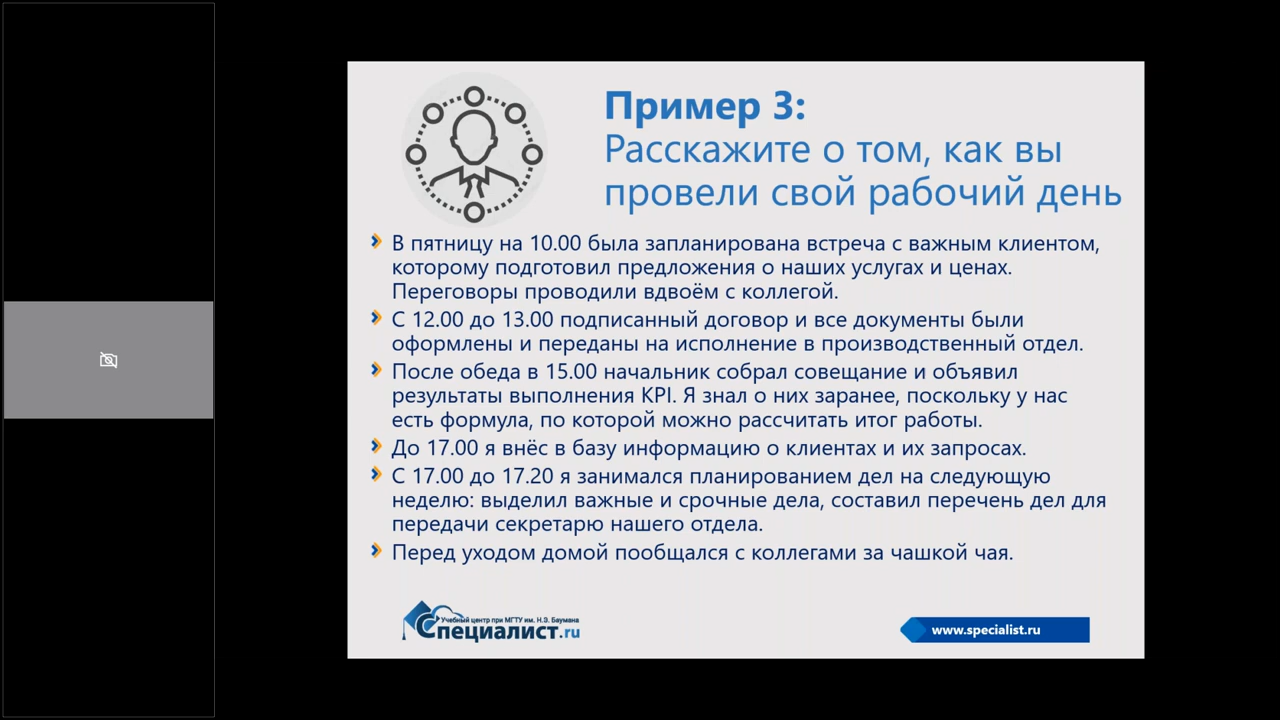 Пример 3:
Расскажите о том, как вы
провели свой рабочий день
В пятницу на 10.00 была запланирована встреча с важным клиентом,
которому подготовил предложения о наших услугах и ценах.
Переговоры проводили вдвоём с коллегой.
С 12.00 до 13.00 подписанный договор и все документы были
оформлены и переданы на исполнение в производственный отдел.
После обеда в 15.00 начальник собрал совещание и объявил
результаты выполнения KPI. Я знал о них заранее, поскольку у нас
есть формула, по которой можно рассчитать итог работы.
До 17.00 я внёс в базу информацию о клиентах и их запросах.
С 17.00 до 17.20 я занимался планированием дел на следующую
неделю: выделил важные и срочные дела, составил перечень дел для
передачи секретарю нашего отдела.
Перед уходом домой пообщался с коллегами за чашкой чая.
Учебный центр при МГТУ им. Н.Э. Баумана
Специалист.ru
www.specialist.ru